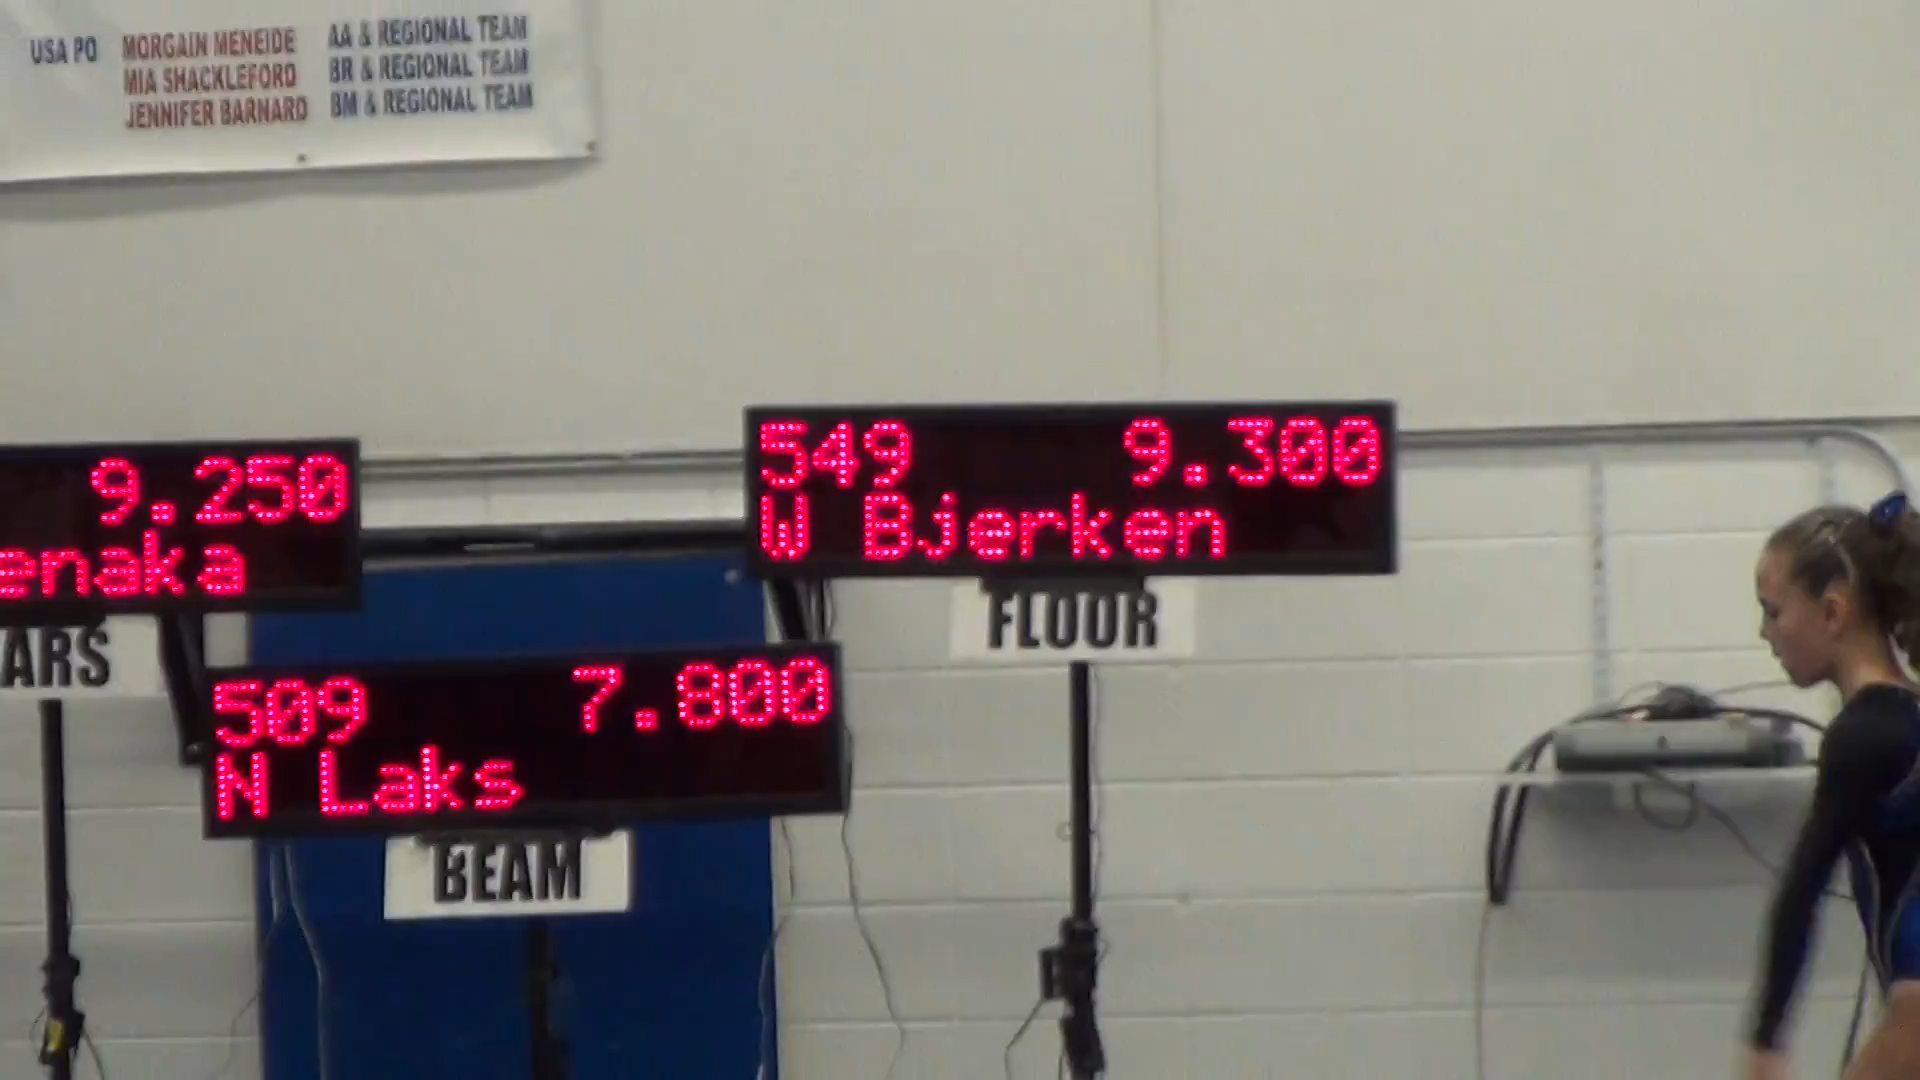 USA PO MORGAIN MENEIDE AA & REGIONAL TEAM
MIA SHACKLEFORD BR & REGIONAL TEAM
JENNIFER BARNARD BM & REGIONAL TEAM
9.250
enaka
ARS
549 9.300
W Bjerken
FLOOR
509 7.800
N Laks
BEAM